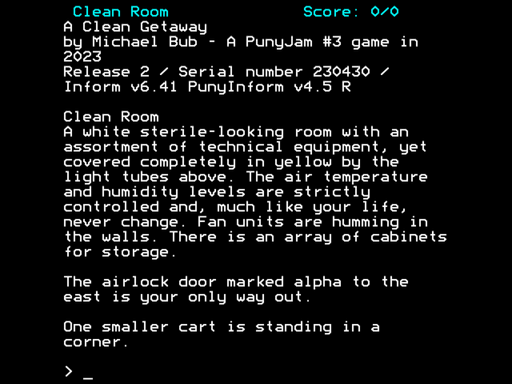 Clean Room Score: 0/0
A Clean Getaway
by Michael Bub - A PunyJam #3 game in
2023
Release 2 / Serial number 230430 /
Inform v6.41 PunyInform v4.5 R
Clean Room
A white sterile-looking room with an
assortment of technical equipment, yet
covered completely in yellow by the
light tubes above. The air temperature
and humidity levels are strictly
controlled and, much like your life,
never change. Fan units are humming in
the walls. There is an array of cabinets
for storage.
The airlock door marked alpha to the
east is your only way out.
One smaller cart is standing in a
corner.
> _